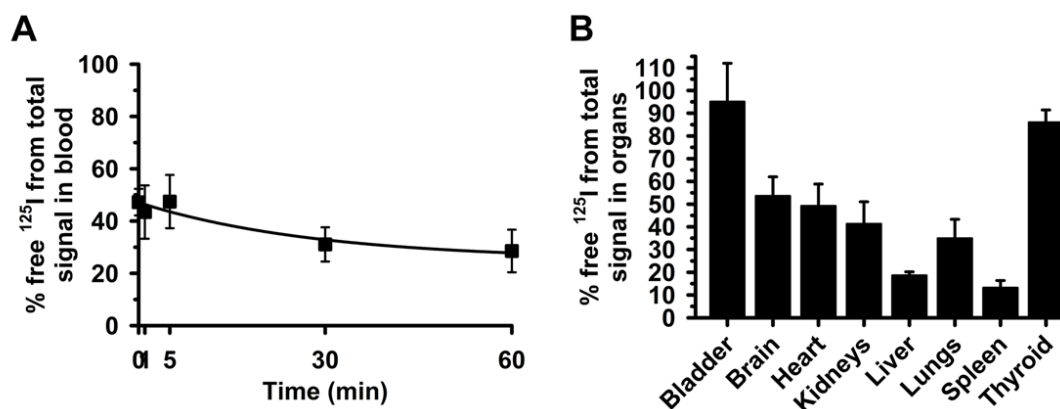 A
% free ¹²⁵I from total
signal in blood
100
80
60
40
20
0
0 1 5 30 60
Time (min)
B
% free ¹²⁵I from total
signal in organs
110
100
90
80
70
60
50
40
30
20
10
0
Bladder
Brain
Heart
Kidneys
Liver
Lungs
Spleen
Thyroid